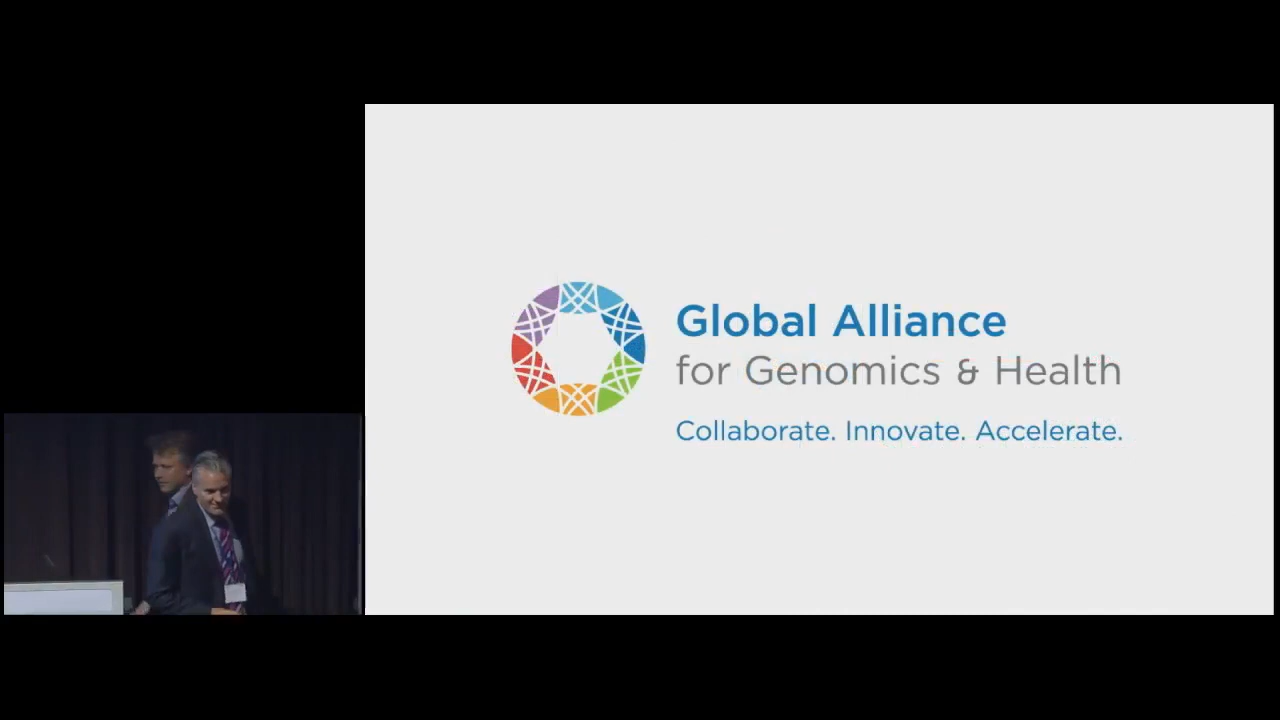 Global Alliance
for Genomics & Health
Collaborate. Innovate. Accelerate.